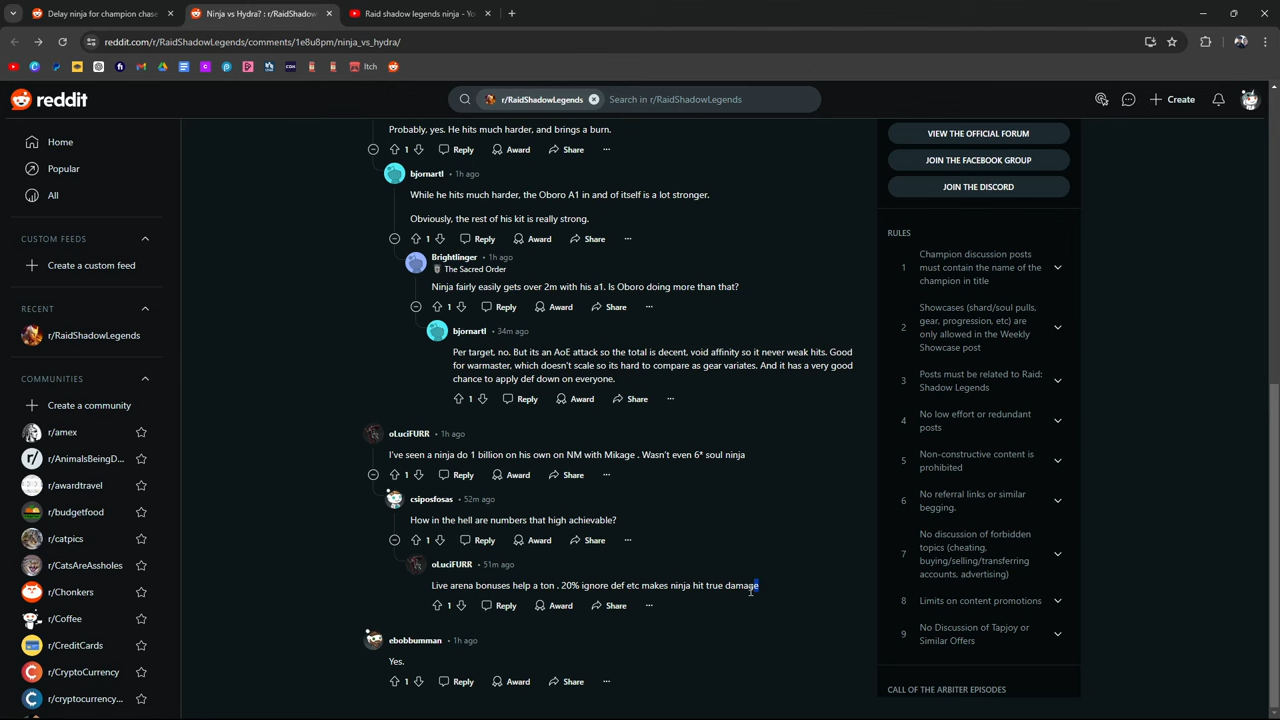 Delay ninja for champion chase
Ninja vs Hydra? : r/RaidShadow
Raid shadow legends ninja - Yo
reddit.com/r/RaidShadowLegends/comments/1e8u8pm/ninja_vs_hydra/
Itch
reddit
r/RaidShadowLegends
Search in r/RaidShadowLegends
Create
Home
Popular
All
CUSTOM FEEDS
Create a custom feed
RECENT
r/RaidShadowLegends
COMMUNITIES
Create a community
r/amex
r/AnimalsBeingD...
r/awardtravel
r/budgetfood
r/catpics
r/CatsAreAssholes
r/Chonkers
r/Coffee
r/CreditCards
r/CryptoCurrency
r/cryptocurrency...
Probably, yes. He hits much harder, and brings a burn.
1 Reply Award Share
bjornartl • 1h ago
While he hits much harder, the Oboro A1 in and of itself is a lot stronger.
Obviously, the rest of his kit is really strong.
1 Reply Award Share
Brightlinger • 1h ago
The Sacred Order
Ninja fairly easily gets over 2m with his a1. Is Oboro doing more than that?
1 Reply Award Share
bjornartl • 34m ago
Per target, no. But its an AoE attack so the total is decent, void affinity so it never weak hits. Good
for warmaster, which doesn't scale so its hard to compare as gear variates. And it has a very good
chance to apply def down on everyone.
1 Reply Award Share
oLuciFURR • 1h ago
I've seen a ninja do 1 billion on his own on NM with Mikage . Wasn't even 6* soul ninja
1 Reply Award Share
csiposfosas • 52m ago
How in the hell are numbers that high achievable?
1 Reply Award Share
oLuciFURR • 51m ago
Live arena bonuses help a ton . 20% ignore def etc makes ninja hit true damage
1 Reply Award Share
ebobbumman • 1h ago
Yes.
1 Reply Award Share
VIEW THE OFFICIAL FORUM
JOIN THE FACEBOOK GROUP
JOIN THE DISCORD
RULES
1 Champion discussion posts
must contain the name of the
champion in title
2 Showcases (shard/soul pulls,
gear, progression, etc) are
only allowed in the Weekly
Showcase post
3 Posts must be related to Raid:
Shadow Legends
4 No low effort or redundant
posts
5 Non-constructive content is
prohibited
6 No referral links or similar
begging.
7 No discussion of forbidden
topics (cheating,
buying/selling/transferring
accounts, advertising)
8 Limits on content promotions
9 No Discussion of Tapjoy or
Similar Offers
CALL OF THE ARBITER EPISODES